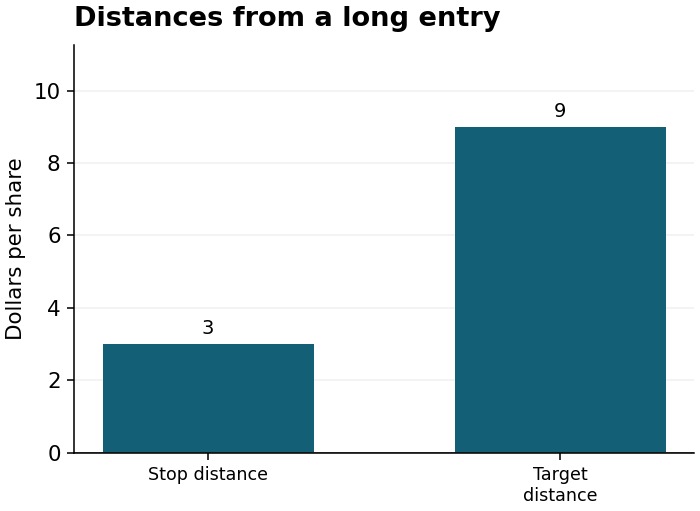 Distances from a long entry
Dollars per share
10
8
6
4
2
0
3
9
Stop distance
Target
distance